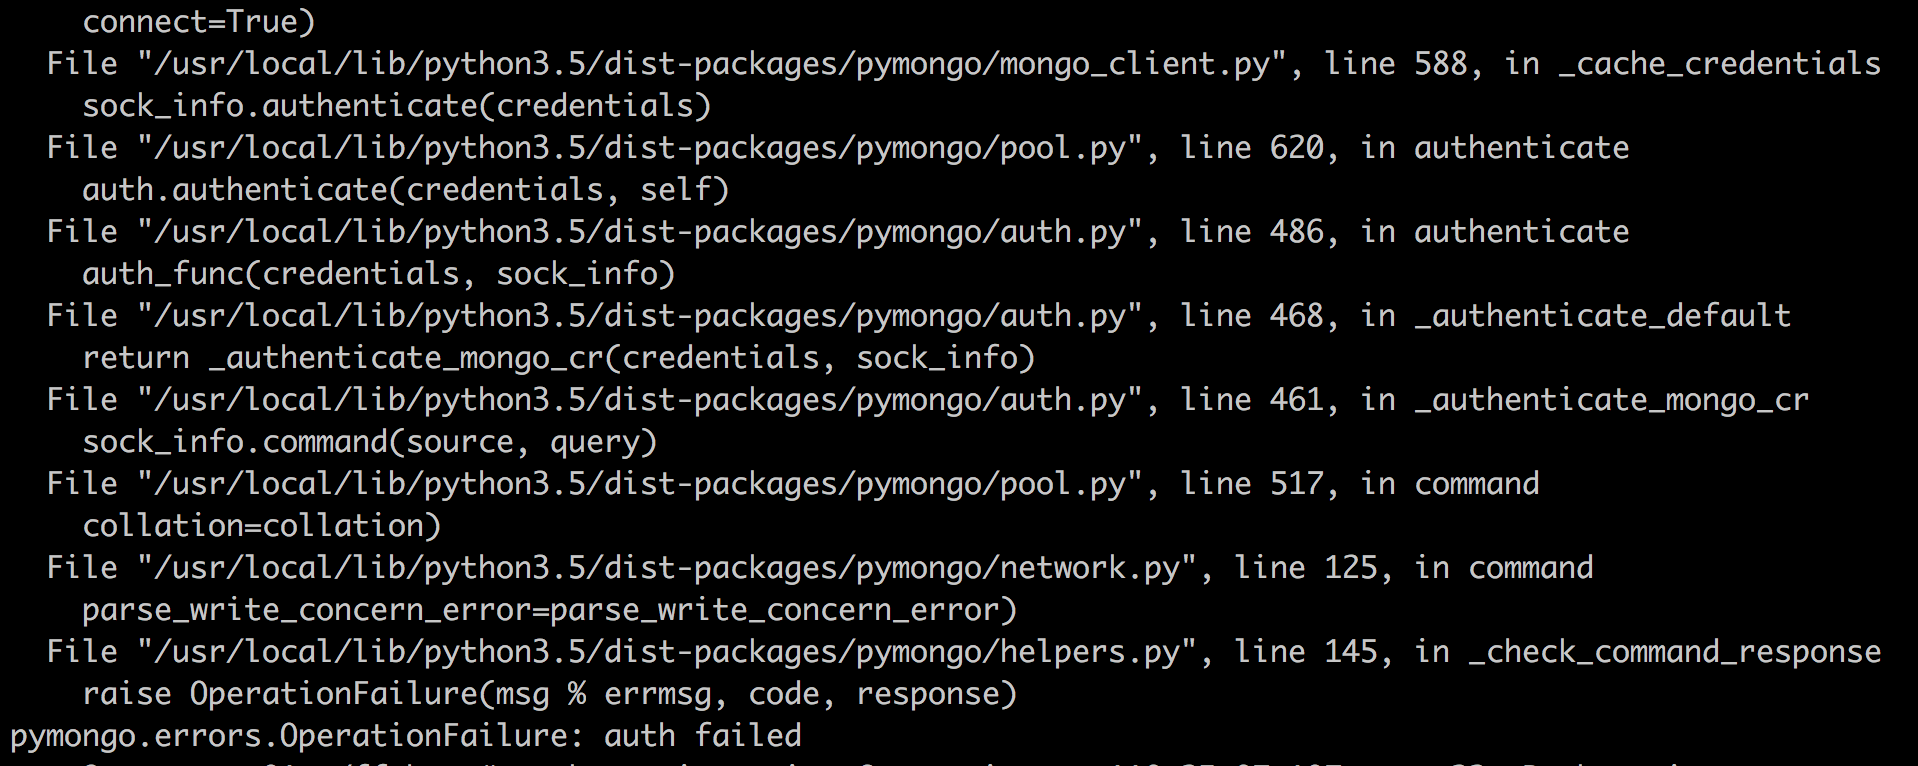 connect=True)
File "/usr/local/lib/python3.5/dist-packages/pymongo/mongo_client.py", line 588, in _cache_credentials
sock_info.authenticate(credentials)
File "/usr/local/lib/python3.5/dist-packages/pymongo/pool.py", line 620, in authenticate
auth.authenticate(credentials, self)
File "/usr/local/lib/python3.5/dist-packages/pymongo/auth.py", line 486, in authenticate
auth_func(credentials, sock_info)
File "/usr/local/lib/python3.5/dist-packages/pymongo/auth.py", line 468, in _authenticate_default
return _authenticate_mongo_cr(credentials, sock_info)
File "/usr/local/lib/python3.5/dist-packages/pymongo/auth.py", line 461, in _authenticate_mongo_cr
sock_info.command(source, query)
File "/usr/local/lib/python3.5/dist-packages/pymongo/pool.py", line 517, in command
collation=collation)
File "/usr/local/lib/python3.5/dist-packages/pymongo/network.py", line 125, in command
parse_write_concern_error=parse_write_concern_error)
File "/usr/local/lib/python3.5/dist-packages/pymongo/helpers.py", line 145, in _check_command_response
raise OperationFailure(msg % errmsg, code, response)
pymongo.errors.OperationFailure: auth failed